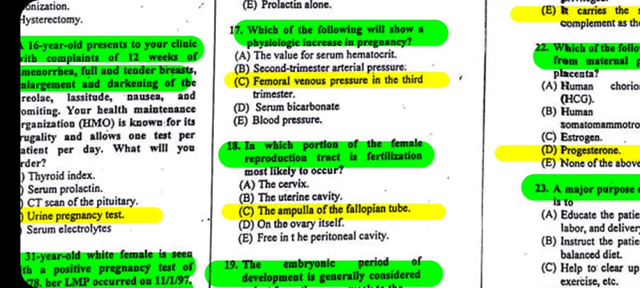 onization.
Hysterectomy.
A 16-year-old presents to your clinic
with complaints of 12 weeks of
amenorrhea, full and tender breasts,
enlargement and darkening of the
areolae, lassitude, nausea, and
vomiting. Your health maintenance
organization (HMO) is known for its
frugality and allows one test per
patient per day. What will you
order?
) Thyroid index.
) Serum prolactin.
) CT scan of the pituitary.
) Urine pregnancy test.
) Serum electrolytes
31-year-old white female is seen
with a positive pregnancy test of
her LMP occurred on 11/1/97.
(E) Prolactin alone.
17. Which of the following will show a
physiologic increase in pregnancy?
(A) The value for serum hematocrit.
(B) Second-trimester arterial pressure.
(C) Femoral venous pressure in the third
trimester.
(D) Serum bicarbonate
(E) Blood pressure.
18. In which portion of the female
reproduction tract is fertilization
most likely to occur?
(A) The cervix.
(B) The uterine cavity.
(C) The ampulla of the fallopian tube.
(D) On the ovary itself.
(E) Free in t he peritoneal cavity.
19. The embryonic period of
development is generally considered
(E) It carries the
complement as th
22. Which of the follo
from maternal p
placenta?
(A) Human chorio
(HCG).
(B) Human
somatomammotro
(C) Estrogen.
(D) Progesterone.
(E) None of the above
23. A major purpose
is to
(A) Educate the patie
labor, and delivery
(B) Instruct the patie
balanced diet.
(C) Help to clear up
exercise, etc.